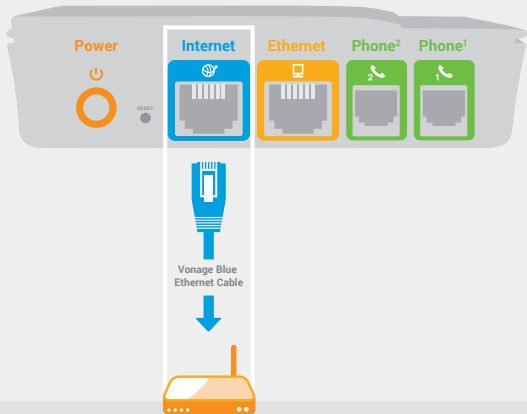 Power Internet Ethernet Phone² Phone¹
2 1
RESET
Vonage Blue
Ethernet Cable